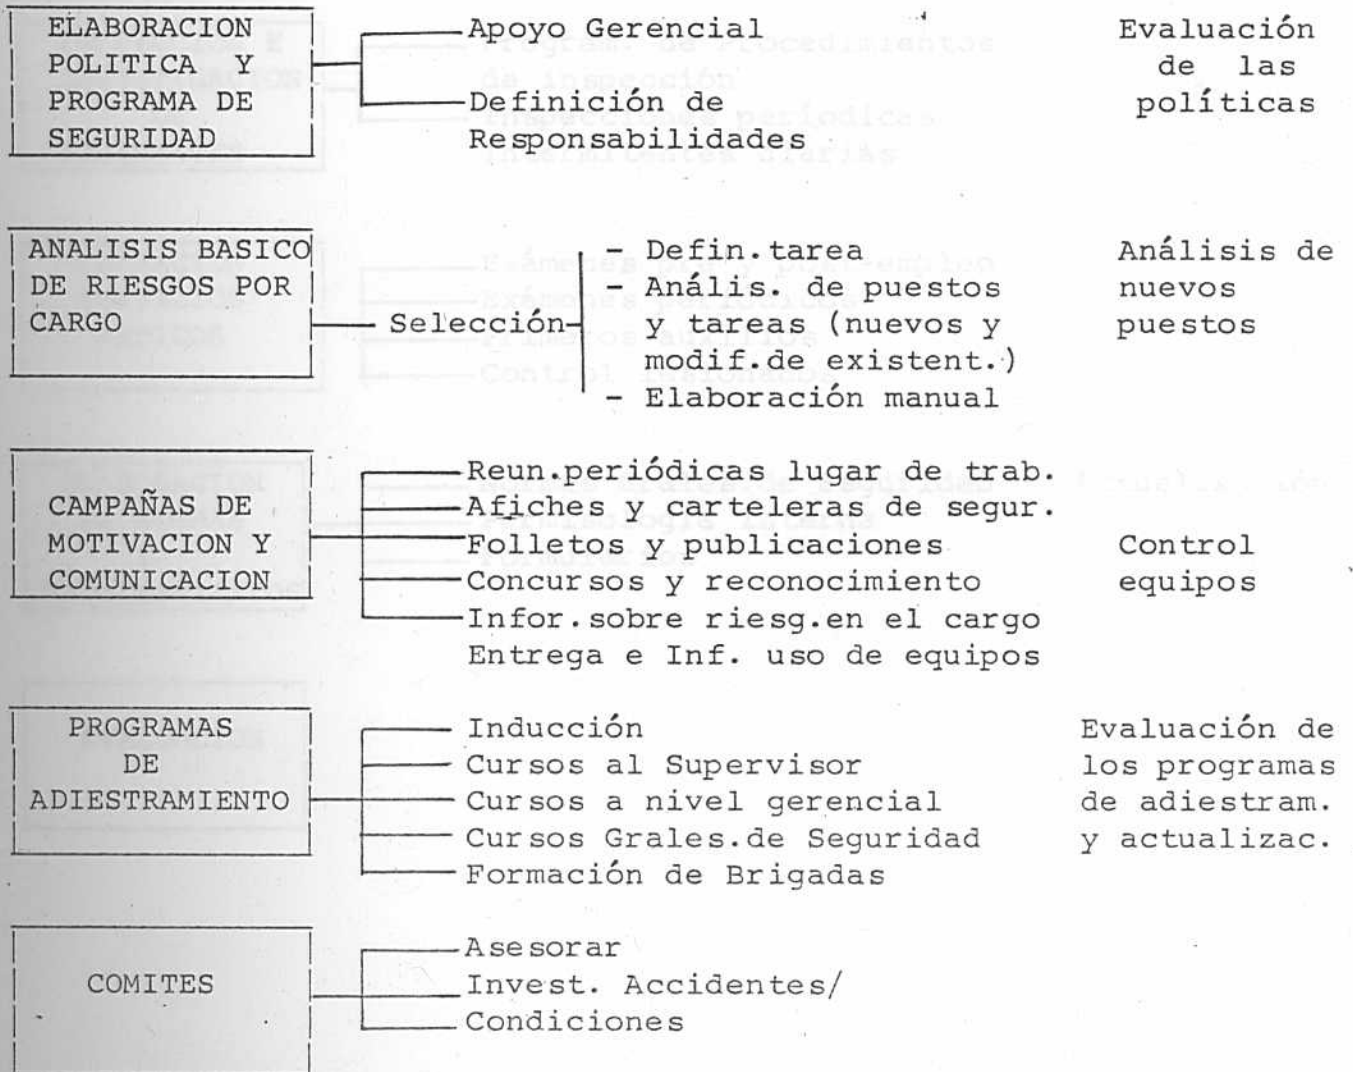 ELABORACION
POLITICA Y
PROGRAMA DE
SEGURIDAD
Apoyo Gerencial
Definición de
Responsabilidades
Evaluación
de las
políticas
ANALISIS BASICO
DE RIESGOS POR
CARGO
Selección
- Defin.tarea
- Anális. de puestos
y tareas (nuevos y
modif.de existent.)
- Elaboración manual
Análisis de
nuevos
puestos
CAMPAÑAS DE
MOTIVACION Y
COMUNICACION
Reun.periódicas lugar de trab.
Afiches y carteleras de segur.
Folletos y publicaciones
Concursos y reconocimiento
Infor.sobre riesg.en el cargo
Entrega e Inf. uso de equipos
Control
equipos
PROGRAMAS
DE
ADIESTRAMIENTO
Inducción
Cursos al Supervisor
Cursos a nivel gerencial
Cursos Grales.de Seguridad
Formación de Brigadas
Evaluación de
los programas
de adiestram.
y actualizac.
COMITES
Asesorar
Invest. Accidentes/
Condiciones